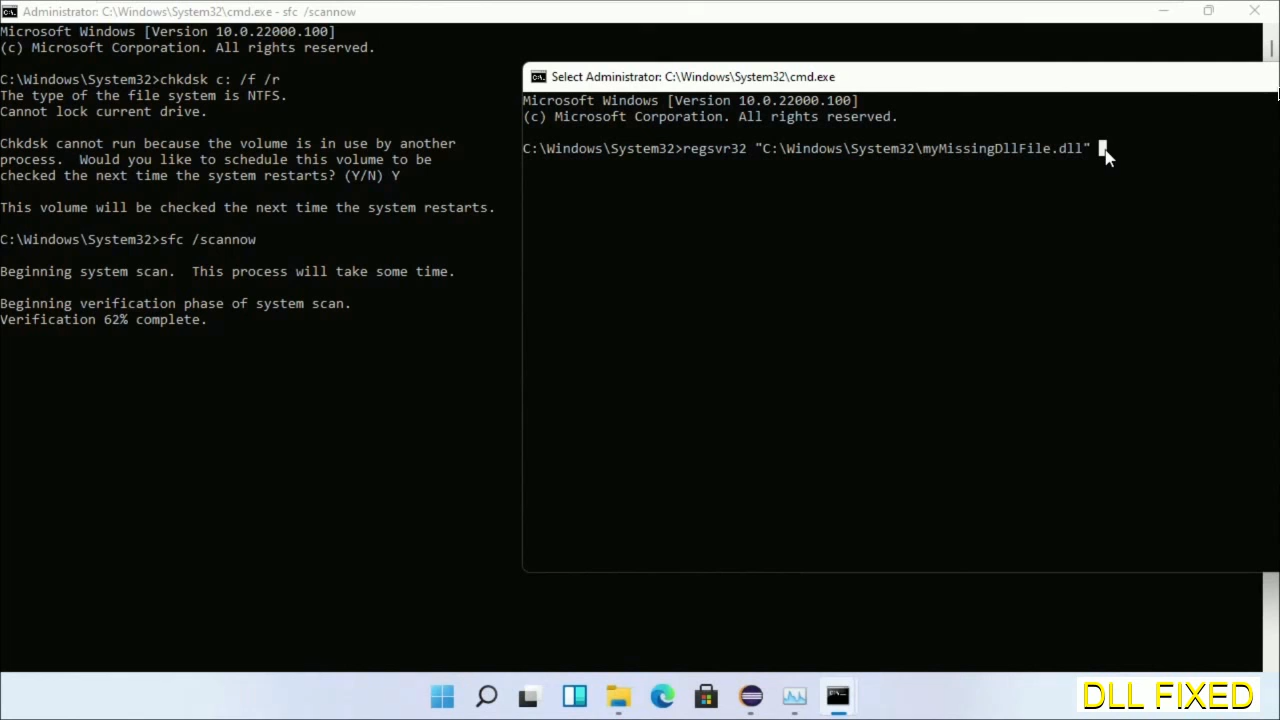 Administrator: C:\Windows\System32\cmd.exe - sfc /scannow
Microsoft Windows [Version 10.0.22000.100]
(c) Microsoft Corporation. All rights reserved.
C:\Windows\System32>chkdsk c: /f /r
The type of the file system is NTFS.
Cannot lock current drive.
Chkdsk cannot run because the volume is in use by another
process.  Would you like to schedule this volume to be
checked the next time the system restarts? (Y/N) Y
This volume will be checked the next time the system restarts.
C:\Windows\System32>sfc /scannow
Beginning system scan.  This process will take some time.
Beginning verification phase of system scan.
Verification 62% complete.
Select Administrator: C:\Windows\System32\cmd.exe
Microsoft Windows [Version 10.0.22000.100]
(c) Microsoft Corporation. All rights reserved.
C:\Windows\System32>regsvr32 "C:\Windows\System32\myMissingDllFile.dll"
DLL FIXED